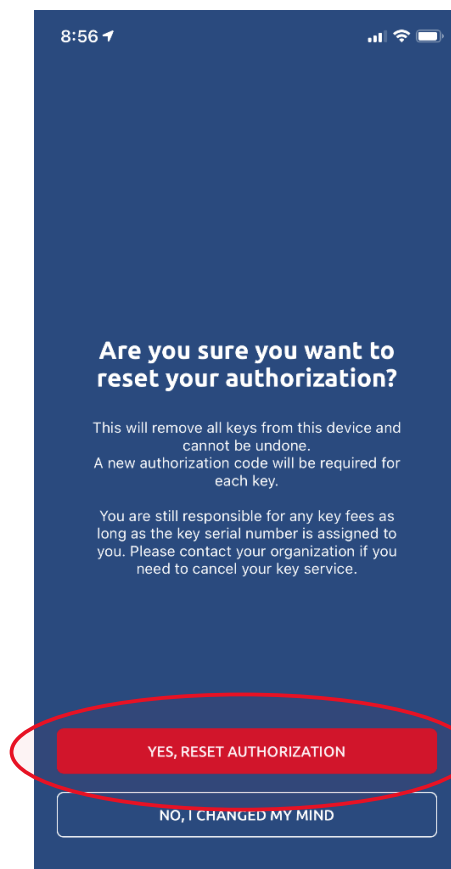 8:56
Are you sure you want to
reset your authorization?
This will remove all keys from this device and
cannot be undone.
A new authorization code will be required for
each key.
You are still responsible for any key fees as
long as the key serial number is assigned to
you. Please contact your organization if you
need to cancel your key service.
YES, RESET AUTHORIZATION
NO, I CHANGED MY MIND